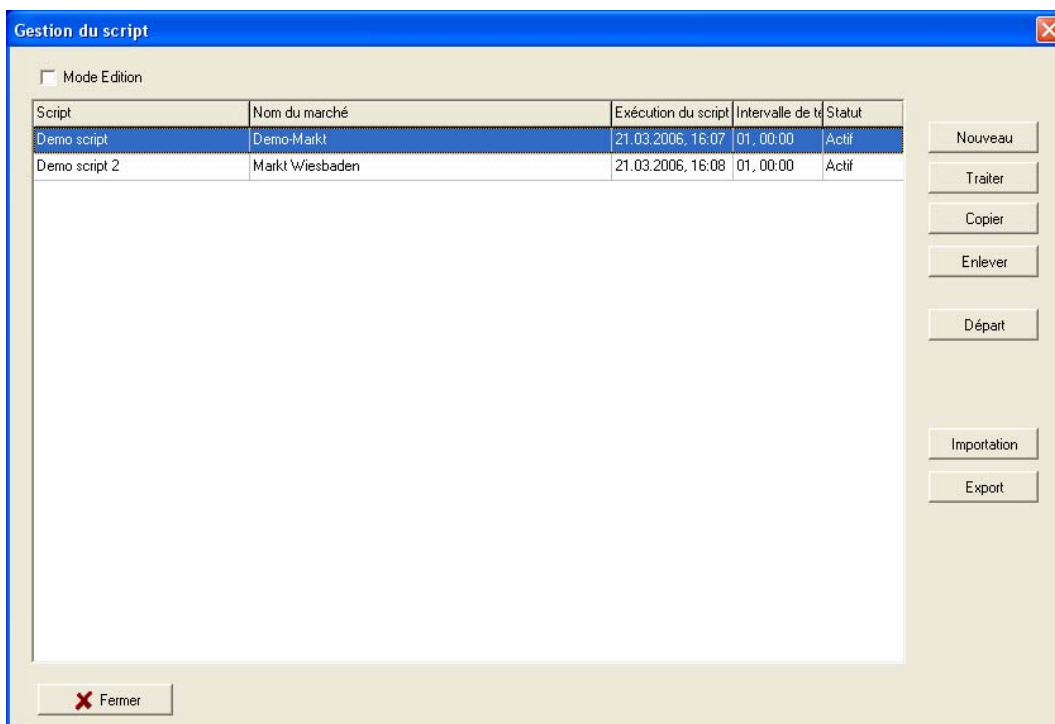 Gestion du script
Mode Edition
Script Nom du marché Exécution du script Intervalle de Statut
Demo script Demo-Markt 21.03.2006, 16:07 01, 00:00 Actif
Demo script 2 Markt Wiesbaden 21.03.2006, 16:08 01, 00:00 Actif
Nouveau
Traiter
Copier
Enlever
Départ
Importation
Export
Fermer